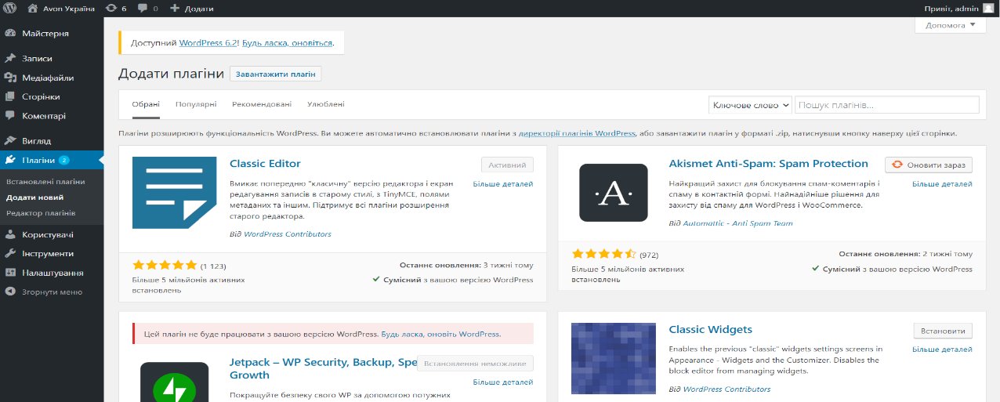 Avon Україна 6 0 Додати Привіт, admin
Майстерня
Записи
Медіафайли
Сторінки
Коментарі
Вигляд
Плагіни 2
Встановлені плагіни
Додати новий
Редактор плагінів
Користувачі
Інструменти
Налаштування
Згорнути меню
Допомога
Доступний WordPress 6.2! Будь ласка, оновіться.
Додати плагіни Завантажити плагін
Обрані Популярні Рекомендовані Улюблені Ключове слово Пошук плагінів...
Плагіни розширюють функціональність WordPress. Ви можете автоматично встановлювати плагіни з директорії плагінів WordPress, або завантажити плагін у форматі .zip, натиснувши кнопку наверху цієї сторінки.
Classic Editor Активний
Більше деталей
Вмикає попередню "класичну" версію редактора і екран
редагування записів в старому стилі, з TinyMCE, полями
метаданих та іншим. Підтримує всі плагіни розширення
старого редактора.
Від WordPress Contributors
(1 123) Останнє оновлення: 3 тижні тому
Більше 5 мільйонів активних
встановлень
Сумісний з вашою версією WordPress
·A·
Akismet Anti-Spam: Spam Protection Оновити зараз
Більше деталей
Найкращий захист для блокування спам-коментарів і
спаму в контактній формі. Найнадійніше рішення для
захисту від спаму для WordPress і WooCommerce.
Від Automattic - Anti Spam Team
(972) Останнє оновлення: 2 тижні тому
Більше 5 мільйонів активних
встановлень
Сумісний з вашою версією WordPress
Цей плагін не буде працювати з вашою версією WordPress. Будь ласка, оновіть WordPress.
Jetpack – WP Security, Backup, Spe Встановлення неможливе
Growth
Більше деталей
Покращуйте безпеку свого WP за допомогою потужних
Classic Widgets Встановити
Більше деталей
Enables the previous "classic" widgets settings screens in
Appearance - Widgets and the Customizer. Disables the
block editor from managing widgets.
Від WordPress Contributors